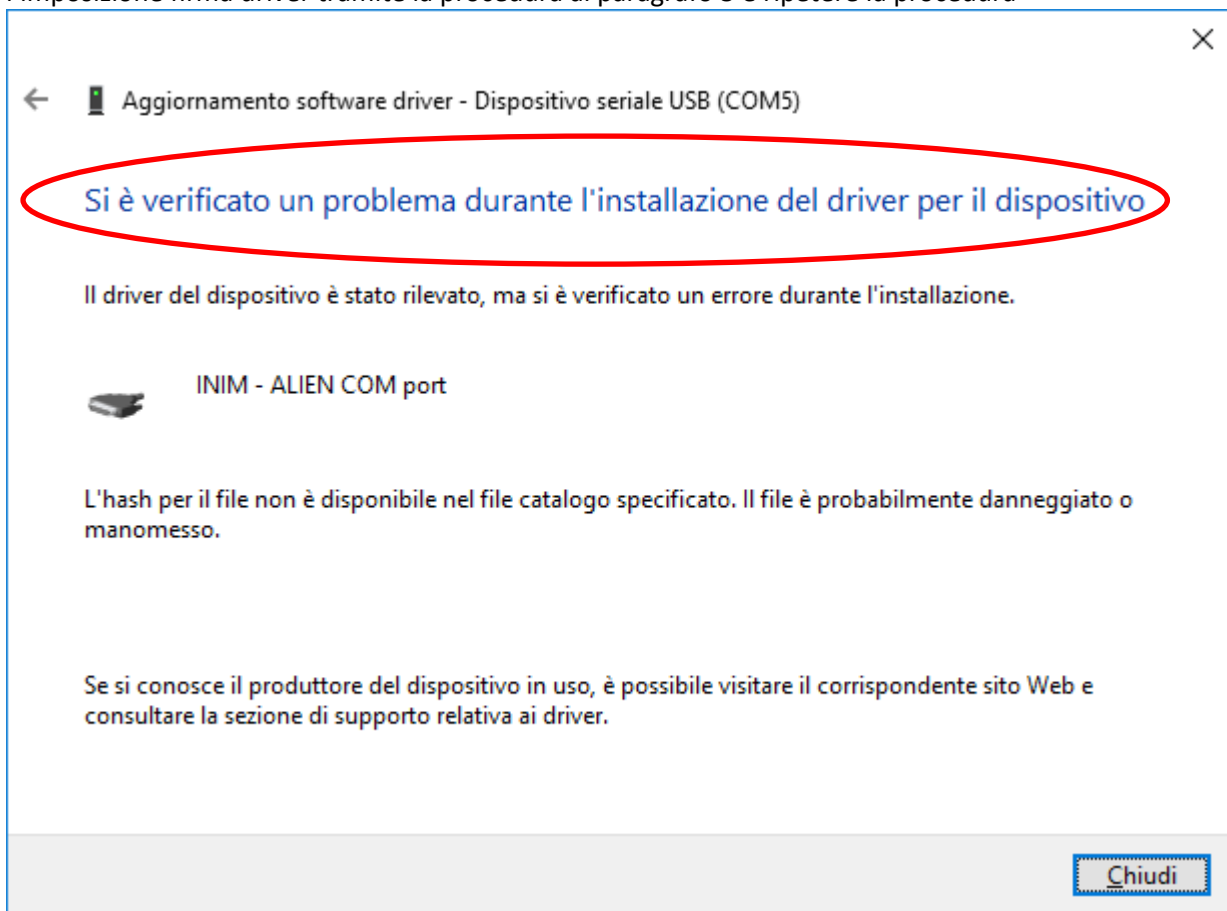 Aggiornamento software driver - Dispositivo seriale USB (COM5)
Si è verificato un problema durante l'installazione del driver per il dispositivo
Il driver del dispositivo è stato rilevato, ma si è verificato un errore durante l'installazione.
INIM - ALIEN COM port
L'hash per il file non è disponibile nel file catalogo specificato. Il file è probabilmente danneggiato o
manomesso.
Se si conosce il produttore del dispositivo in uso, è possibile visitare il corrispondente sito Web e
consultare la sezione di supporto relativa ai driver.
Chiudi